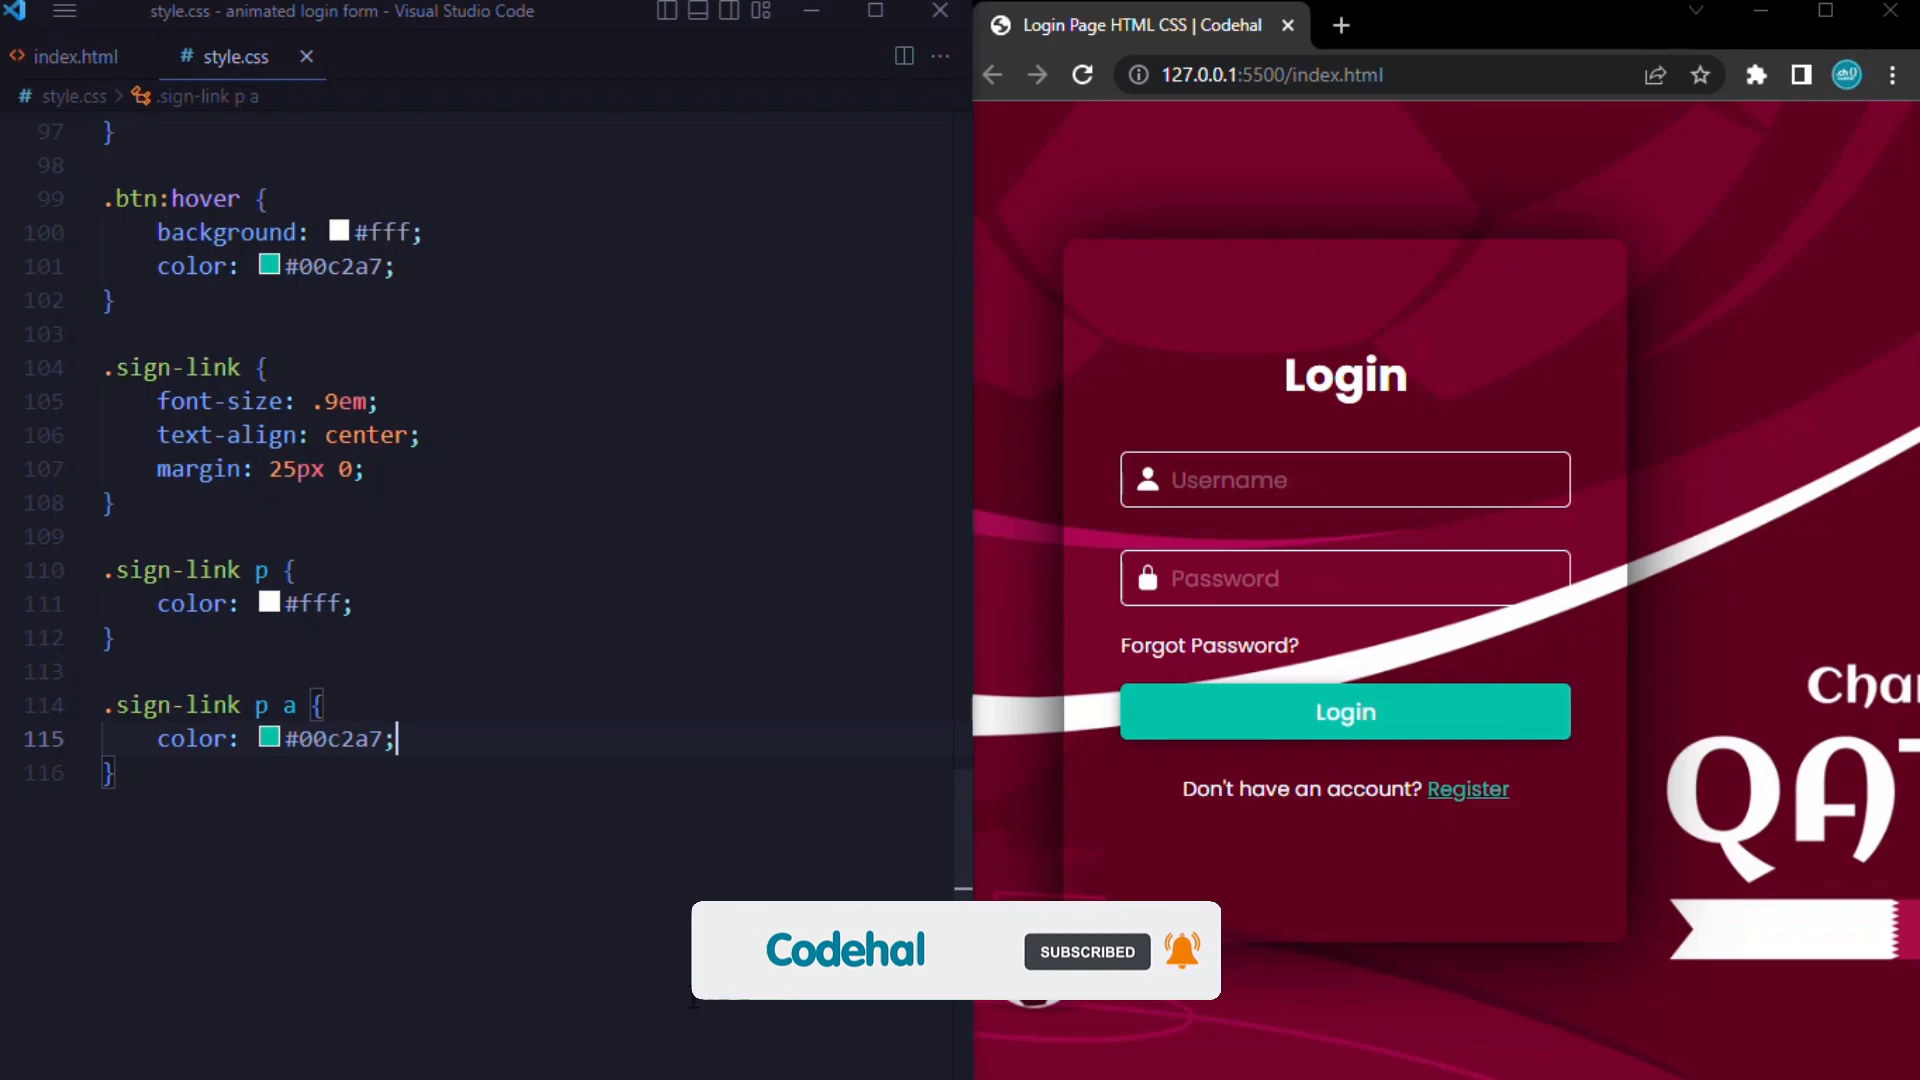 style.css - animated login form - Visual Studio Code
index.html
# style.css
# style.css > .sign-link p a
97 }
98
99 .btn:hover {
100 background: #fff;
101 color: #00c2a7;
102 }
103
104 .sign-link {
105 font-size: .9em;
106 text-align: center;
107 margin: 25px 0;
108 }
109
110 .sign-link p {
111 color: #fff;
112 }
113
114 .sign-link p a {
115 color: #00c2a7;
116 }
Login Page HTML CSS | Codehal
127.0.0.1:5500/index.html
Login
Username
Password
Forgot Password?
Login
Don't have an account? Register
Codehal
SUBSCRIBED